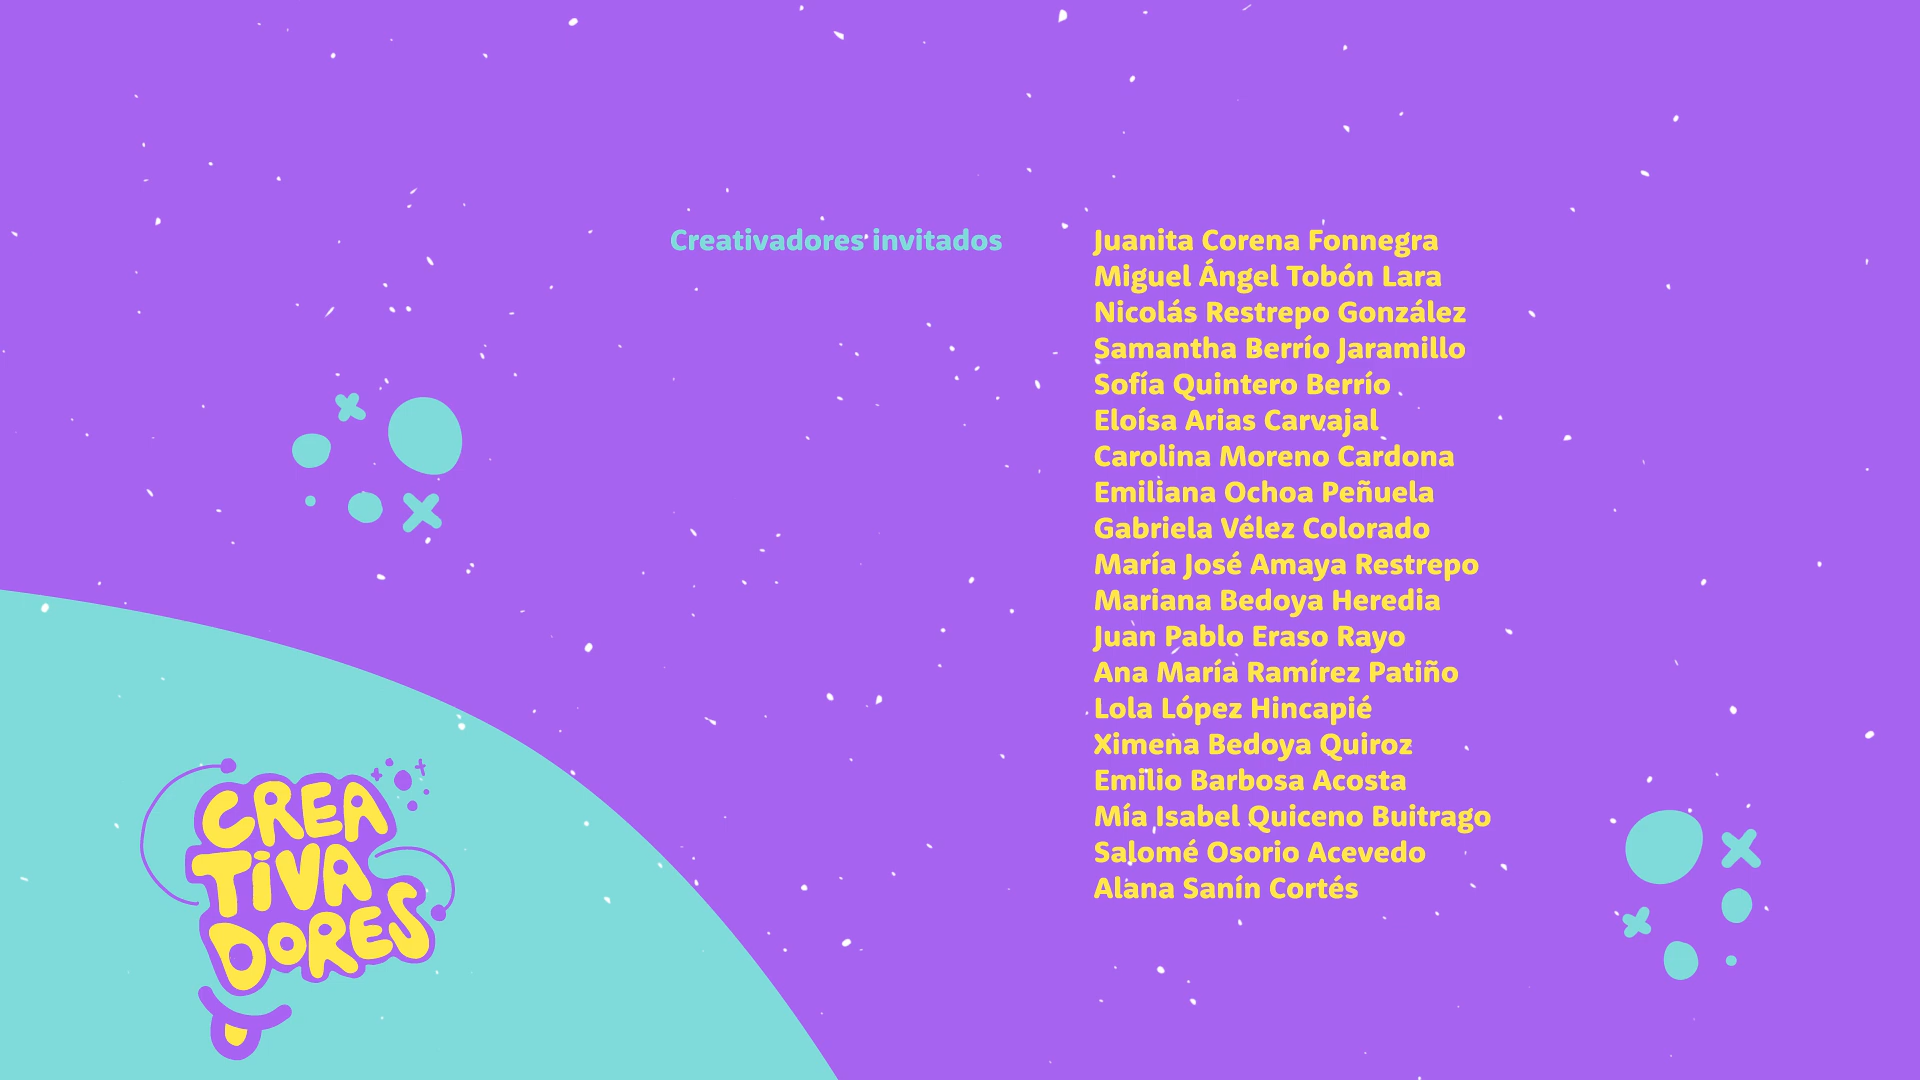 Creativadores invitados
Juanita Corena Fonnegra
Miguel Ángel Tobón Lara
Nicolás Restrepo González
Samantha Berrío Jaramillo
Sofía Quintero Berrío
Eloísa Arias Carvajal
Carolina Moreno Cardona
Emiliana Ochoa Peñuela
Gabriela Vélez Colorado
María José Amaya Restrepo
Mariana Bedoya Heredia
Juan Pablo Eraso Rayo
Ana María Ramírez Patiño
Lola López Hincapié
Ximena Bedoya Quiroz
Emilio Barbosa Acosta
Mía Isabel Quiceno Buitrago
Salomé Osorio Acevedo
Alana Sanín Cortés
CREA
TiVA
DORES